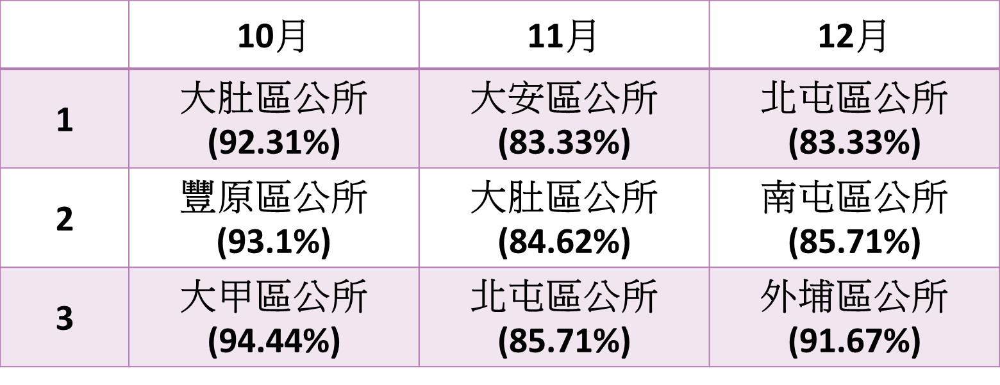 10月 11月 12月
1 大肚區公所 大安區公所 北屯區公所
(92.31%) (83.33%) (83.33%)
2 豐原區公所 大肚區公所 南屯區公所
(93.1%) (84.62%) (85.71%)
3 大甲區公所 北屯區公所 外埔區公所
(94.44%) (85.71%) (91.67%)